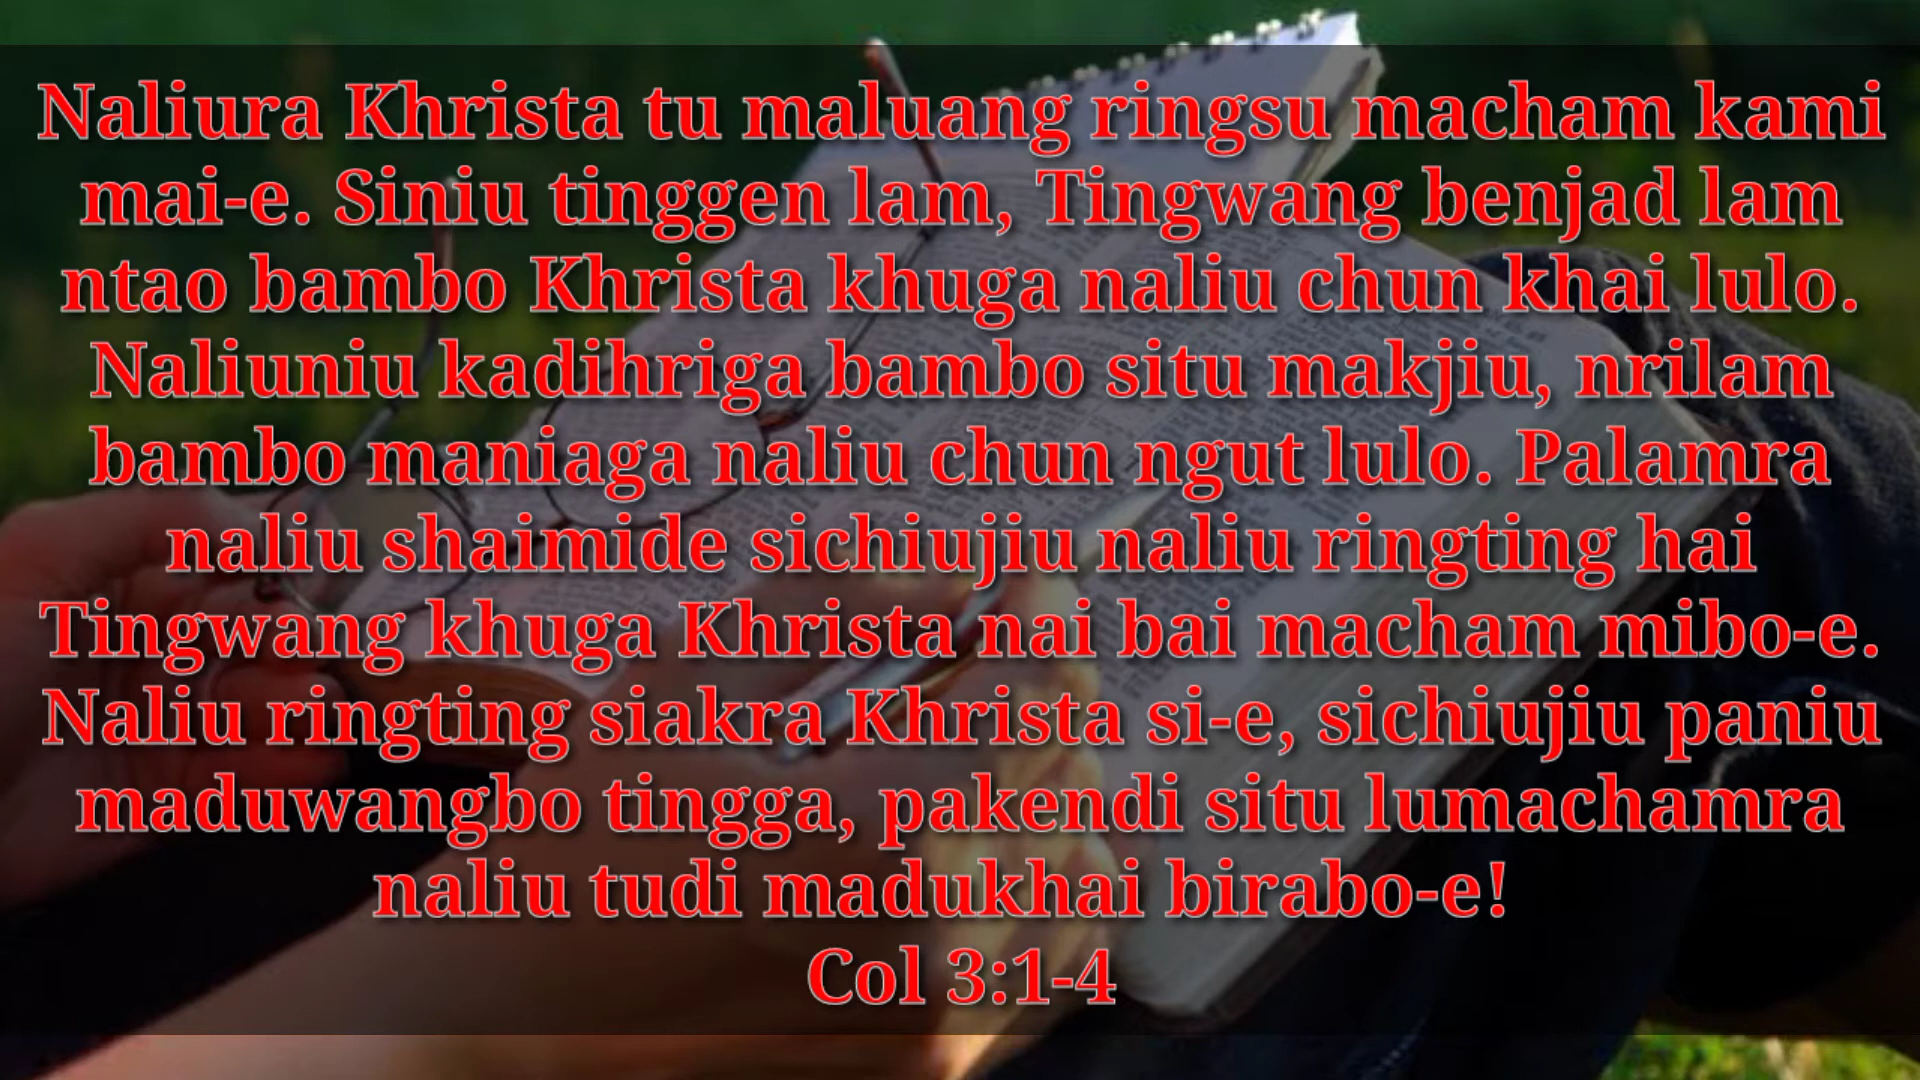 Naliura Khrista tu maluang ringsu macham kami
mai-e. Siniu tinggen lam, Tingwang benjad lam
ntao bambo Khrista khuga naliu chun khai lulo.
Naliuniu kadihriga bambo situ makjiu, nrilam
bambo maniaga naliu chun ngut lulo. Palamra
naliu shaimide sichiujiu naliu ringting hai
Tingwang khuga Khrista nai bai macham mibo-e.
Naliu ringting siakra Khrista si-e, sichiujiu paniu
maduwangbo tingga, pakendi situ lumachamra
naliu tudi madukhai birabo-e!
Col 3:1-4